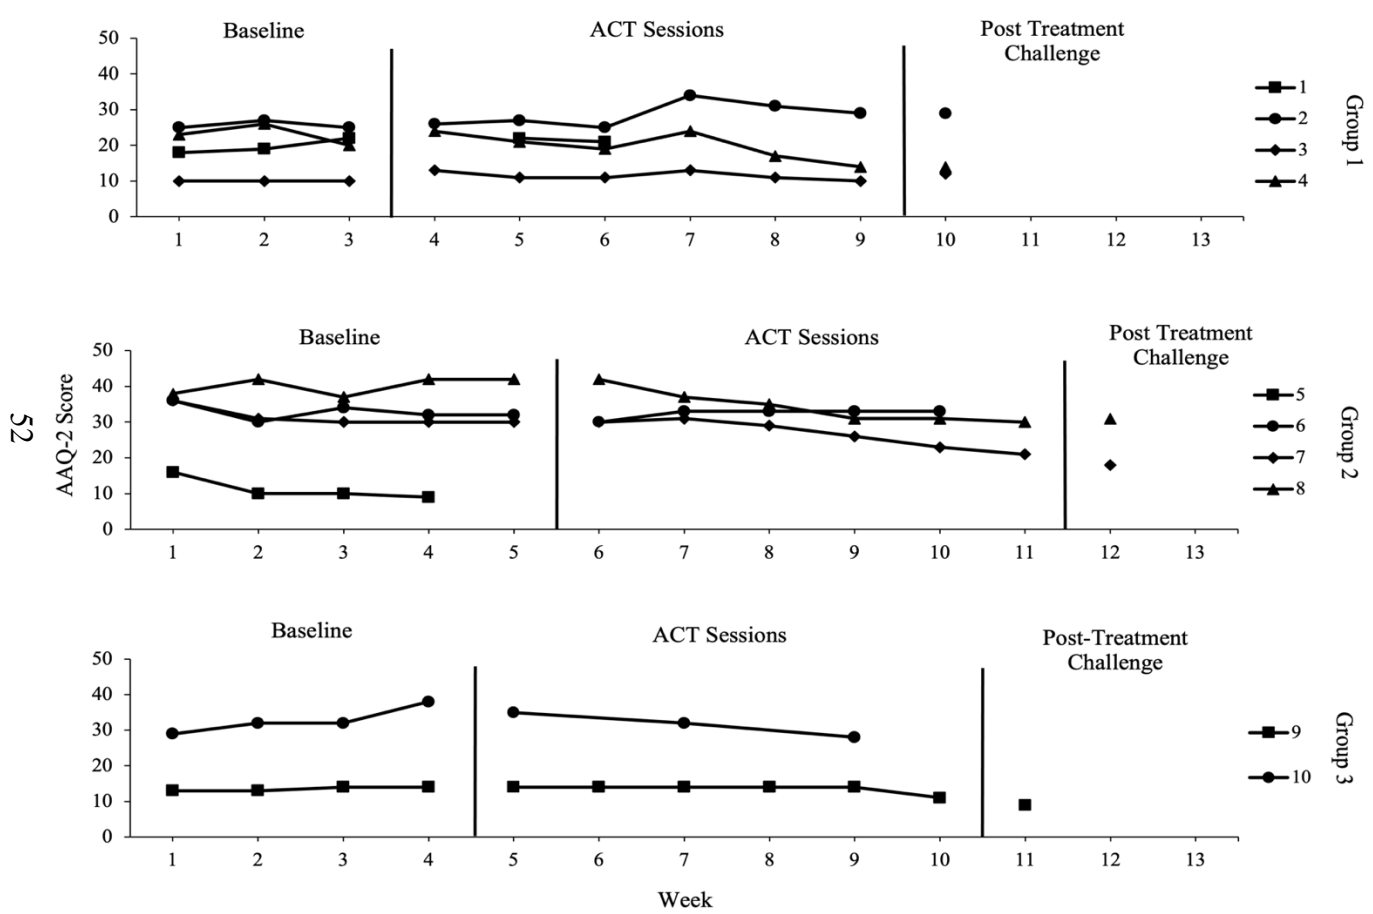 Baseline
ACT Sessions
Post Treatment
Challenge
50
40
30
20
10
0
1 2 3 4 5 6 7 8 9 10 11 12 13
1
2
3
4
Group 1
Baseline
ACT Sessions
Post Treatment
Challenge
50
40
30
20
10
0
1 2 3 4 5 6 7 8 9 10 11 12 13
5
6
7
8
Group 2
AAQ-2 Score
52
Baseline
ACT Sessions
Post-Treatment
Challenge
50
40
30
20
10
0
1 2 3 4 5 6 7 8 9 10 11 12 13
9
10
Group 3
Week